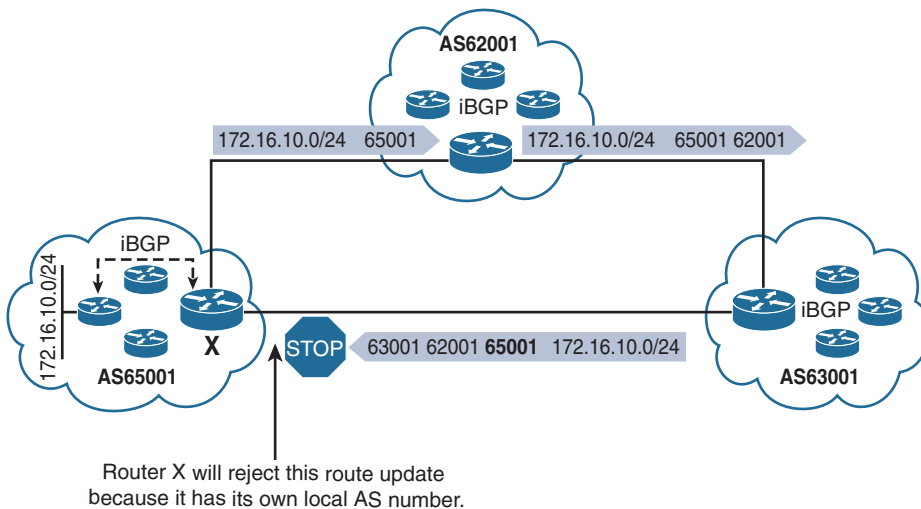 AS62001
iBGP
172.16.10.0/24 65001
172.16.10.0/24 65001 62001
iBGP
172.16.10.0/24
X
AS65001
STOP
63001 62001 65001 172.16.10.0/24
iBGP
AS63001
Router X will reject this route update
because it has its own local AS number.